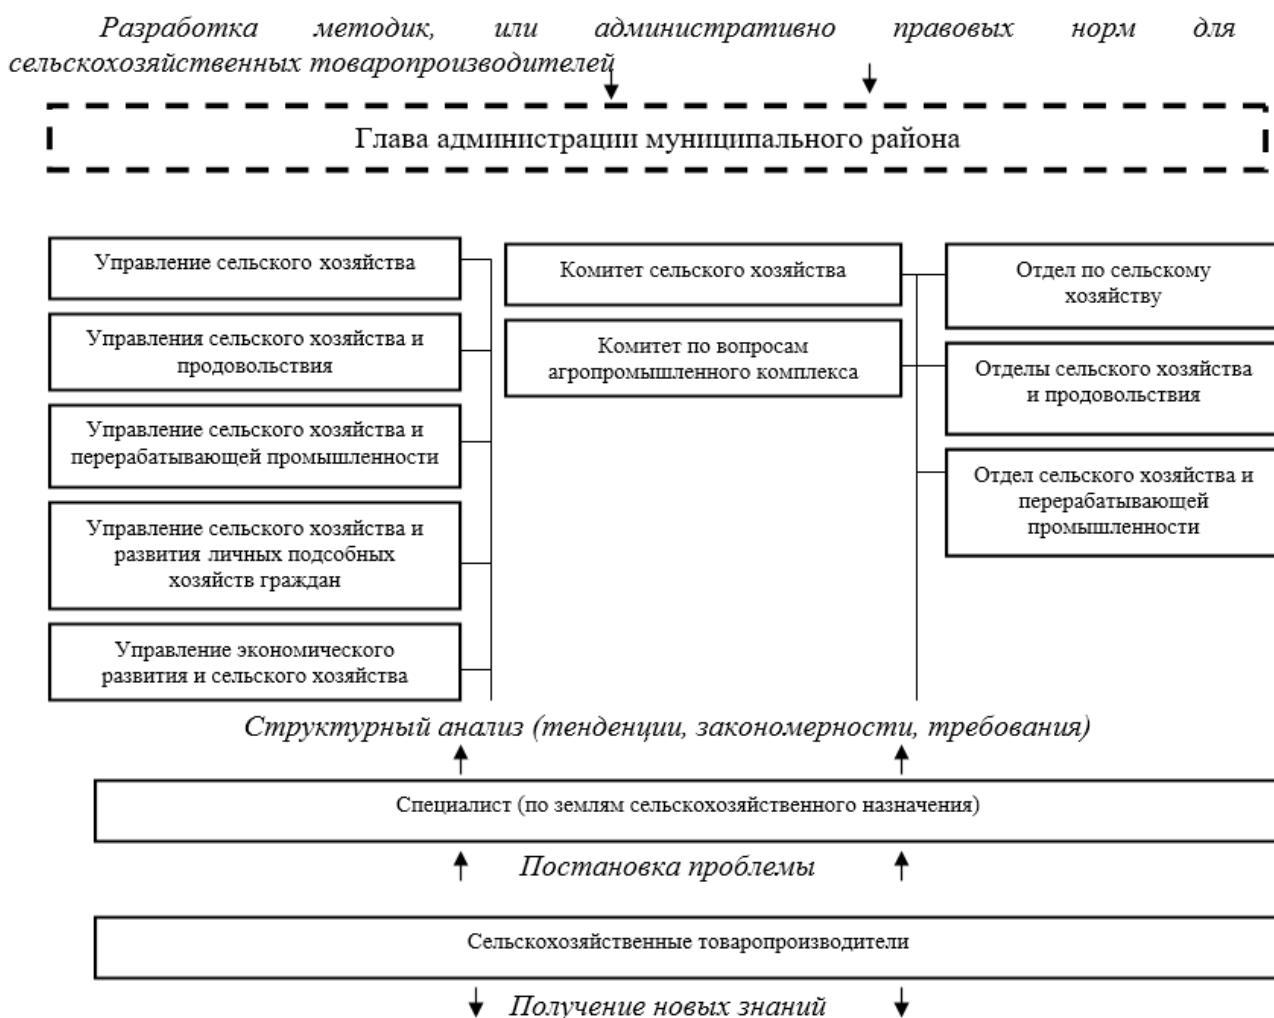 Разработка методик, или административно правовых норм для
сельскохозяйственных товаропроизводителей
Глава администрации муниципального района
Управление сельского хозяйства
Управления сельского хозяйства и
продовольствия
Управление сельского хозяйства и
перерабатывающей промышленности
Управление сельского хозяйства и
развития личных подсобных
хозяйств граждан
Управление экономического
развития и сельского хозяйства
Комитет сельского хозяйства
Комитет по вопросам
агропромышленного комплекса
Отдел по сельскому
хозяйству
Отделы сельского хозяйства
и продовольствия
Отдел сельского хозяйства и
перерабатывающей
промышленности
Структурный анализ (тенденции, закономерности, требования)
Специалист (по землям сельскохозяйственного назначения)
Постановка проблемы
Сельскохозяйственные товаропроизводители
Получение новых знаний